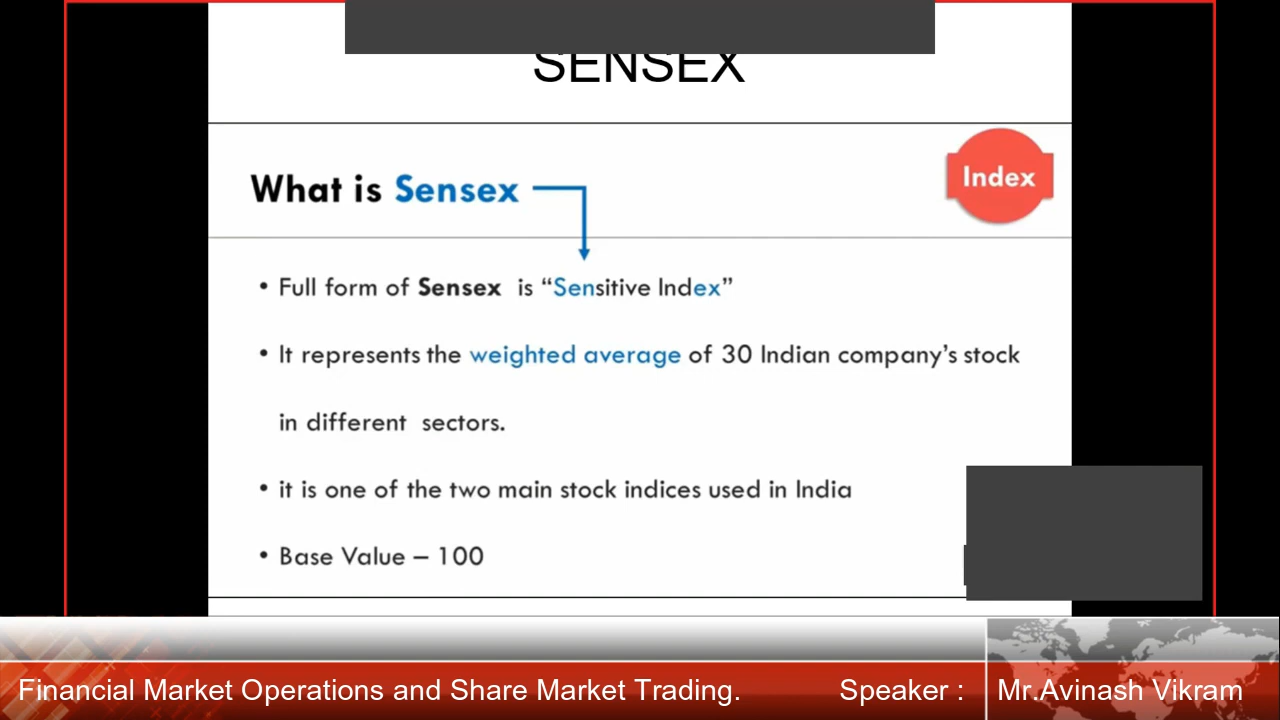 SENSEX
What is Sensex
Index
• Full form of Sensex is “Sensitive Index”
• It represents the weighted average of 30 Indian company’s stock
in different sectors.
• it is one of the two main stock indices used in India
• Base Value – 100
Financial Market Operations and Share Market Trading. Speaker : Mr.Avinash Vikram